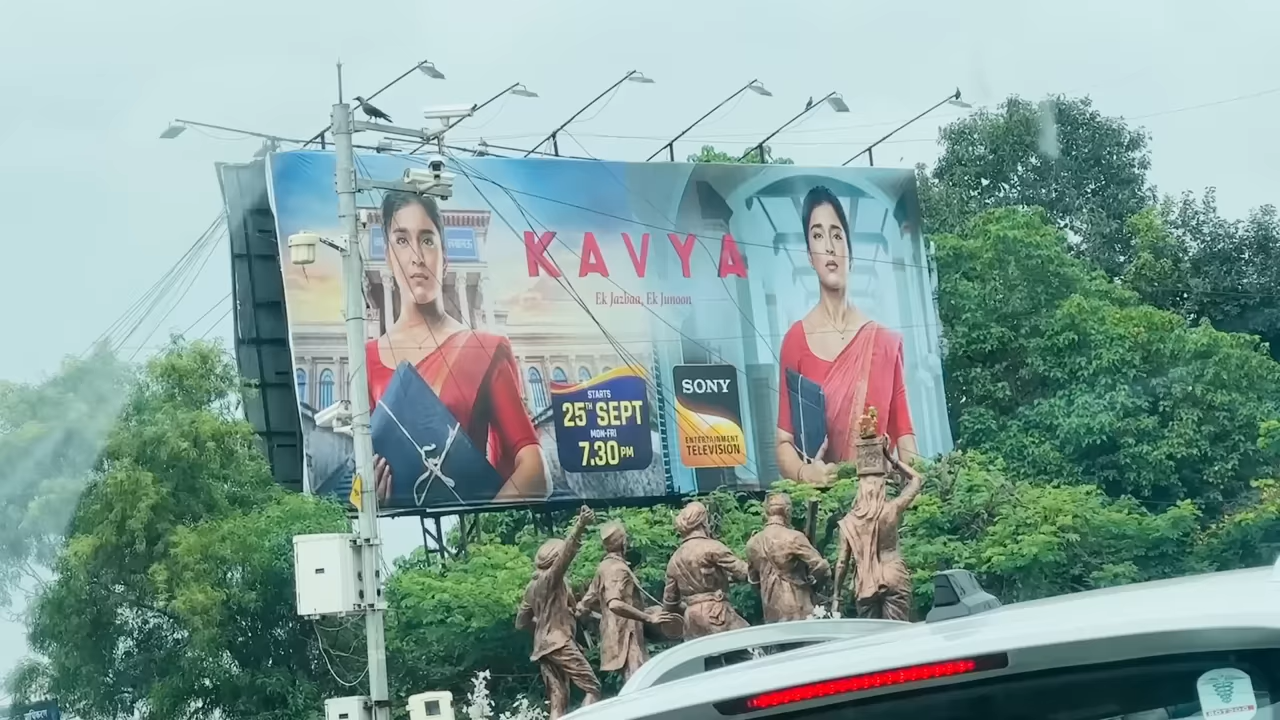 KAVYA
Ek Jazbaa, Ek Junoon
STARTS
25TH SEPT
MON-FRI
7.30 PM
SONY
ENTERTAINMENT
TELEVISION